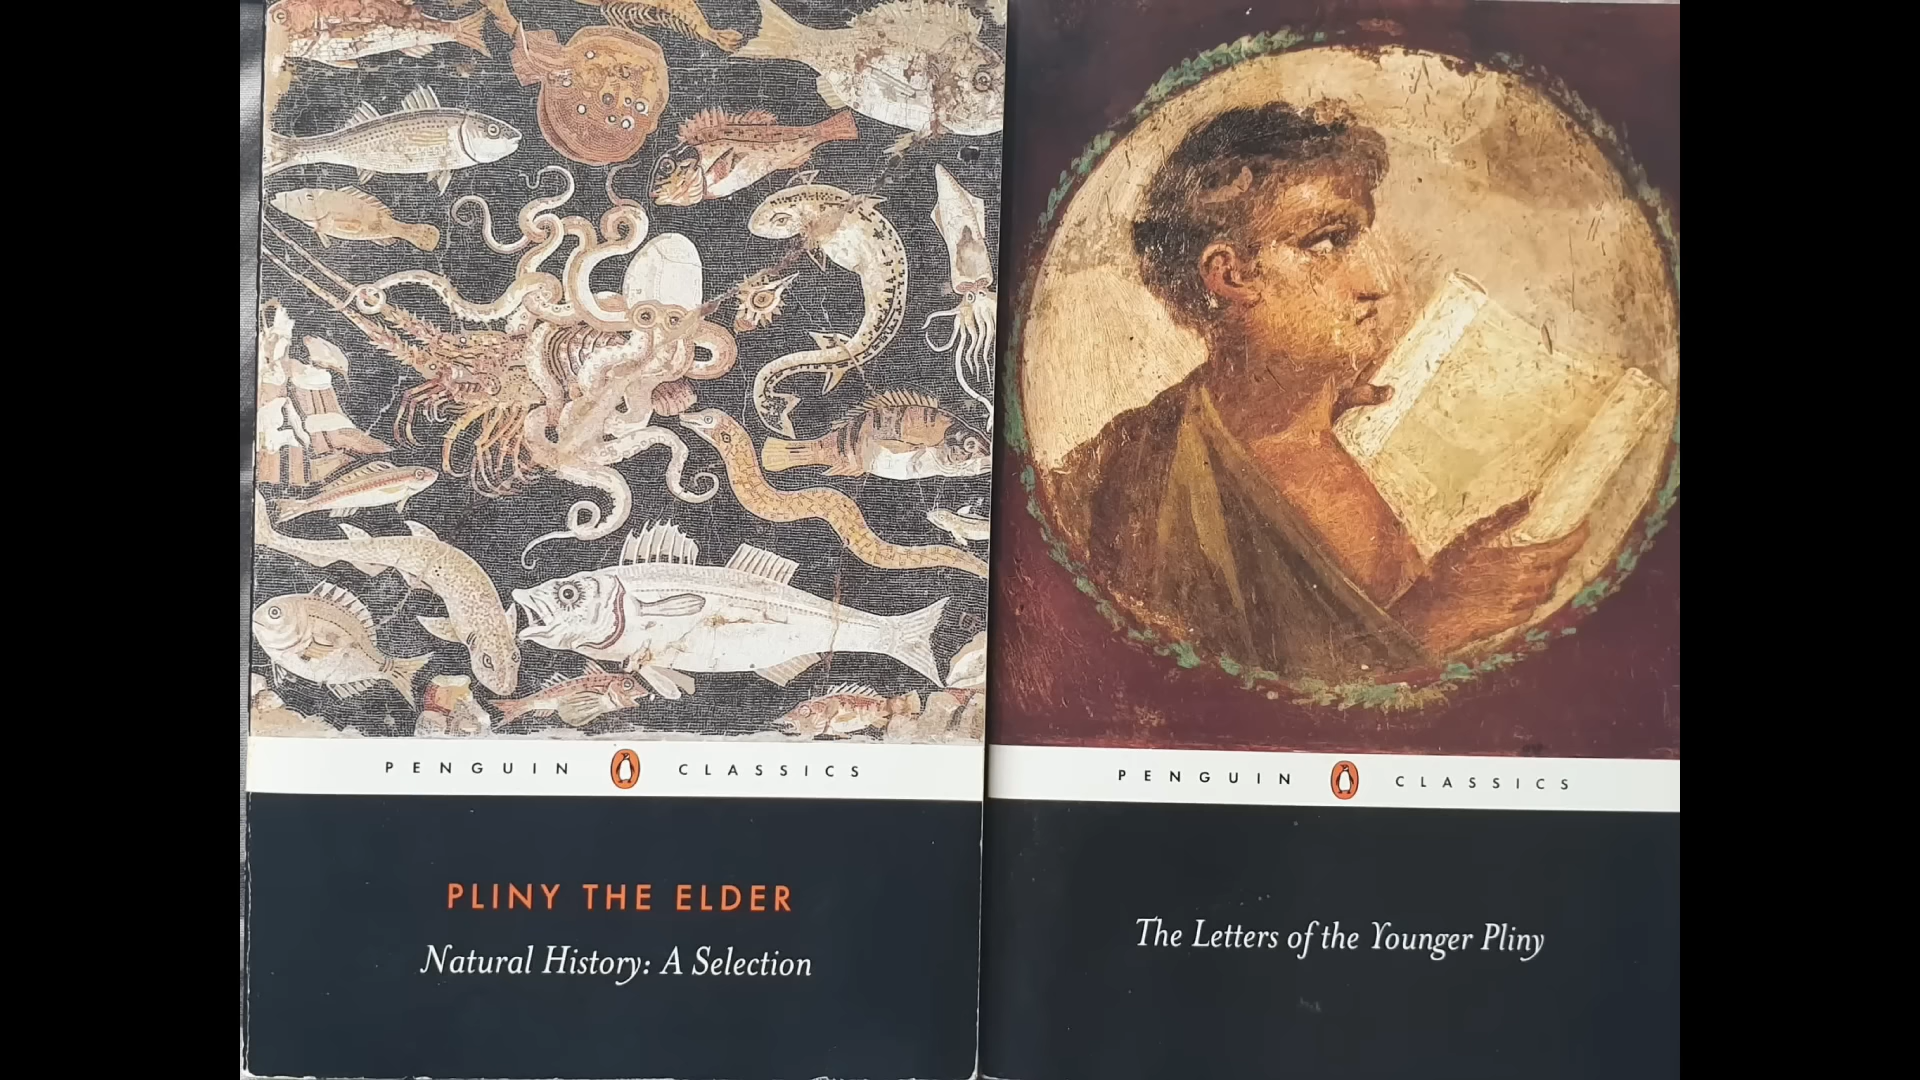 PENGUIN CLASSICS
PLINY THE ELDER
Natural History: A Selection
PENGUIN CLASSICS
The Letters of the Younger Pliny